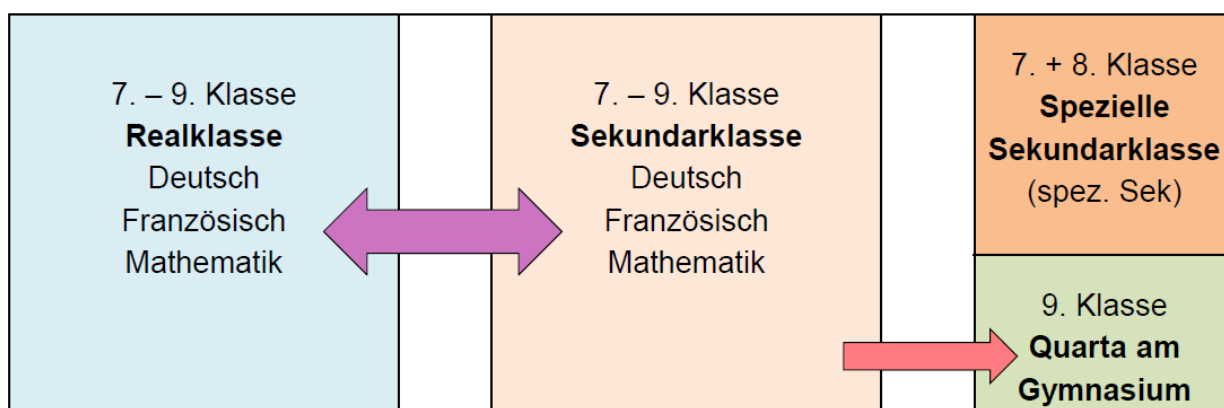 7. – 9. Klasse
Realklasse
Deutsch
Französisch
Mathematik
7. – 9. Klasse
Sekundarklasse
Deutsch
Französisch
Mathematik
7. + 8. Klasse
Spezielle
Sekundarklasse
(spez. Sek)
9. Klasse
Quarta am
Gymnasium